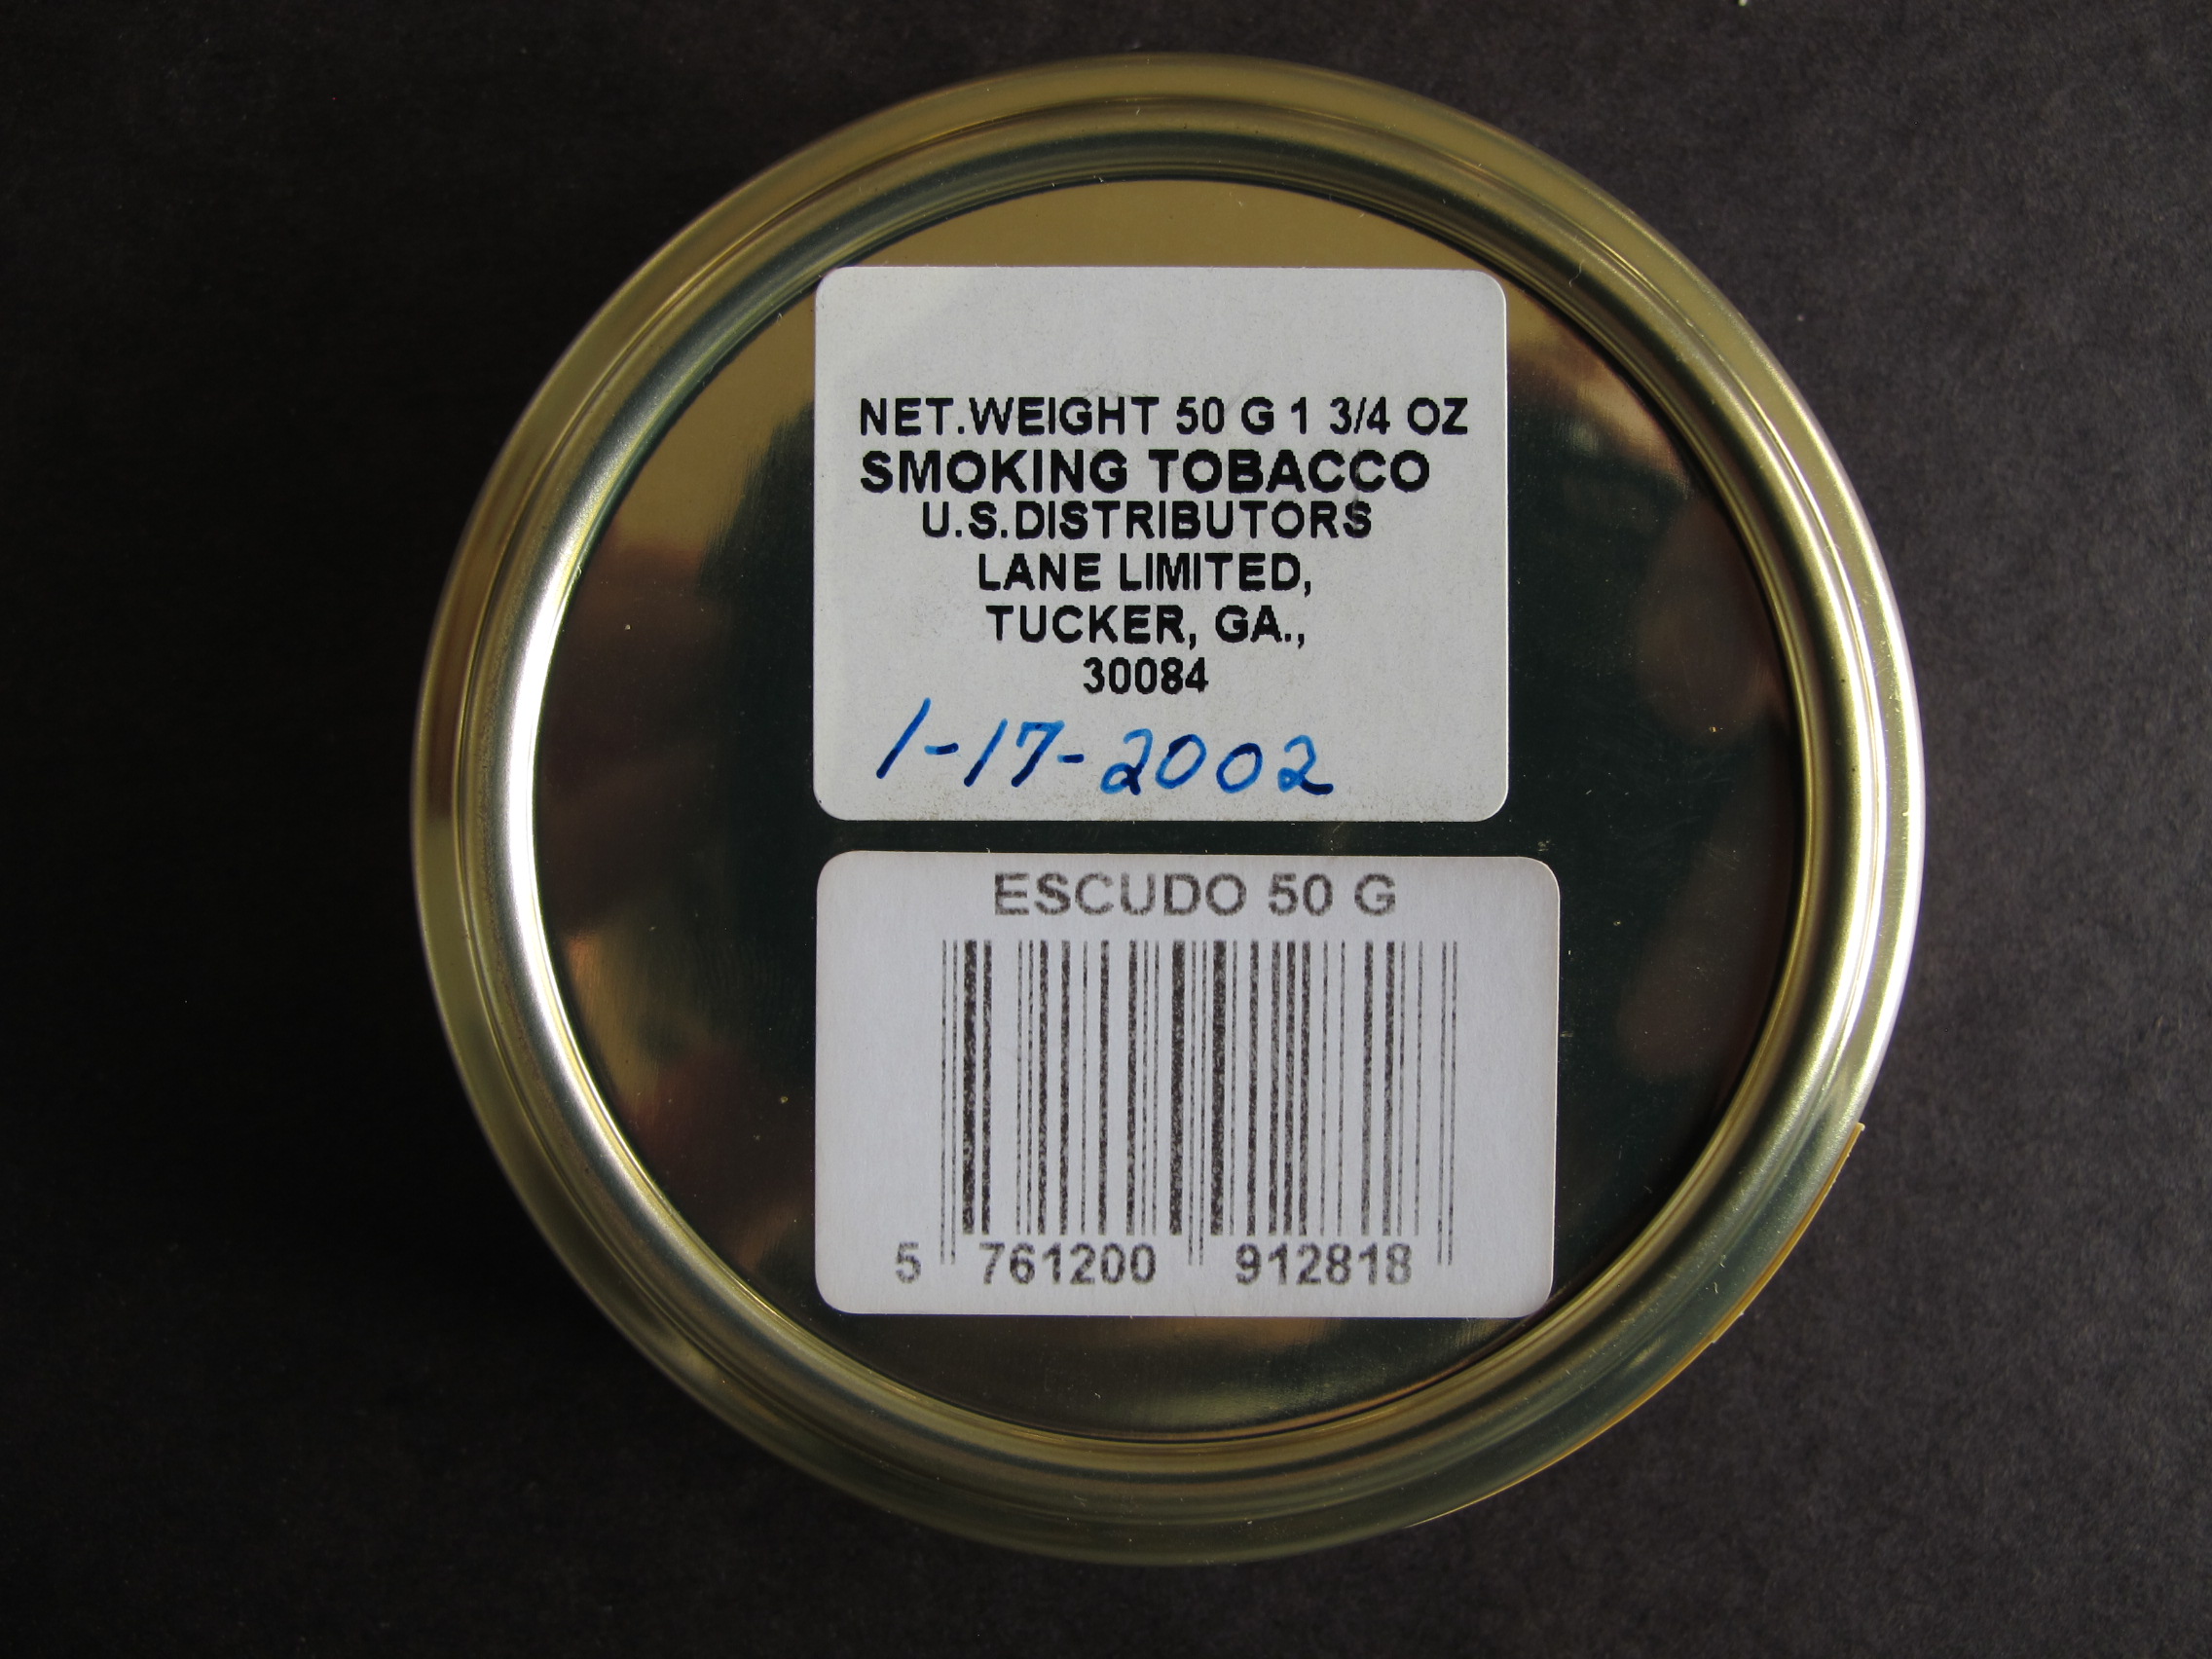 NET.WEIGHT 50 G 1 3/4 OZ
SMOKING TOBACCO
U.S.DISTRIBUTORS
LANE LIMITED,
TUCKER, GA.,
30084
1-17-2002
ESCUDO 50 G
5 761200 912818